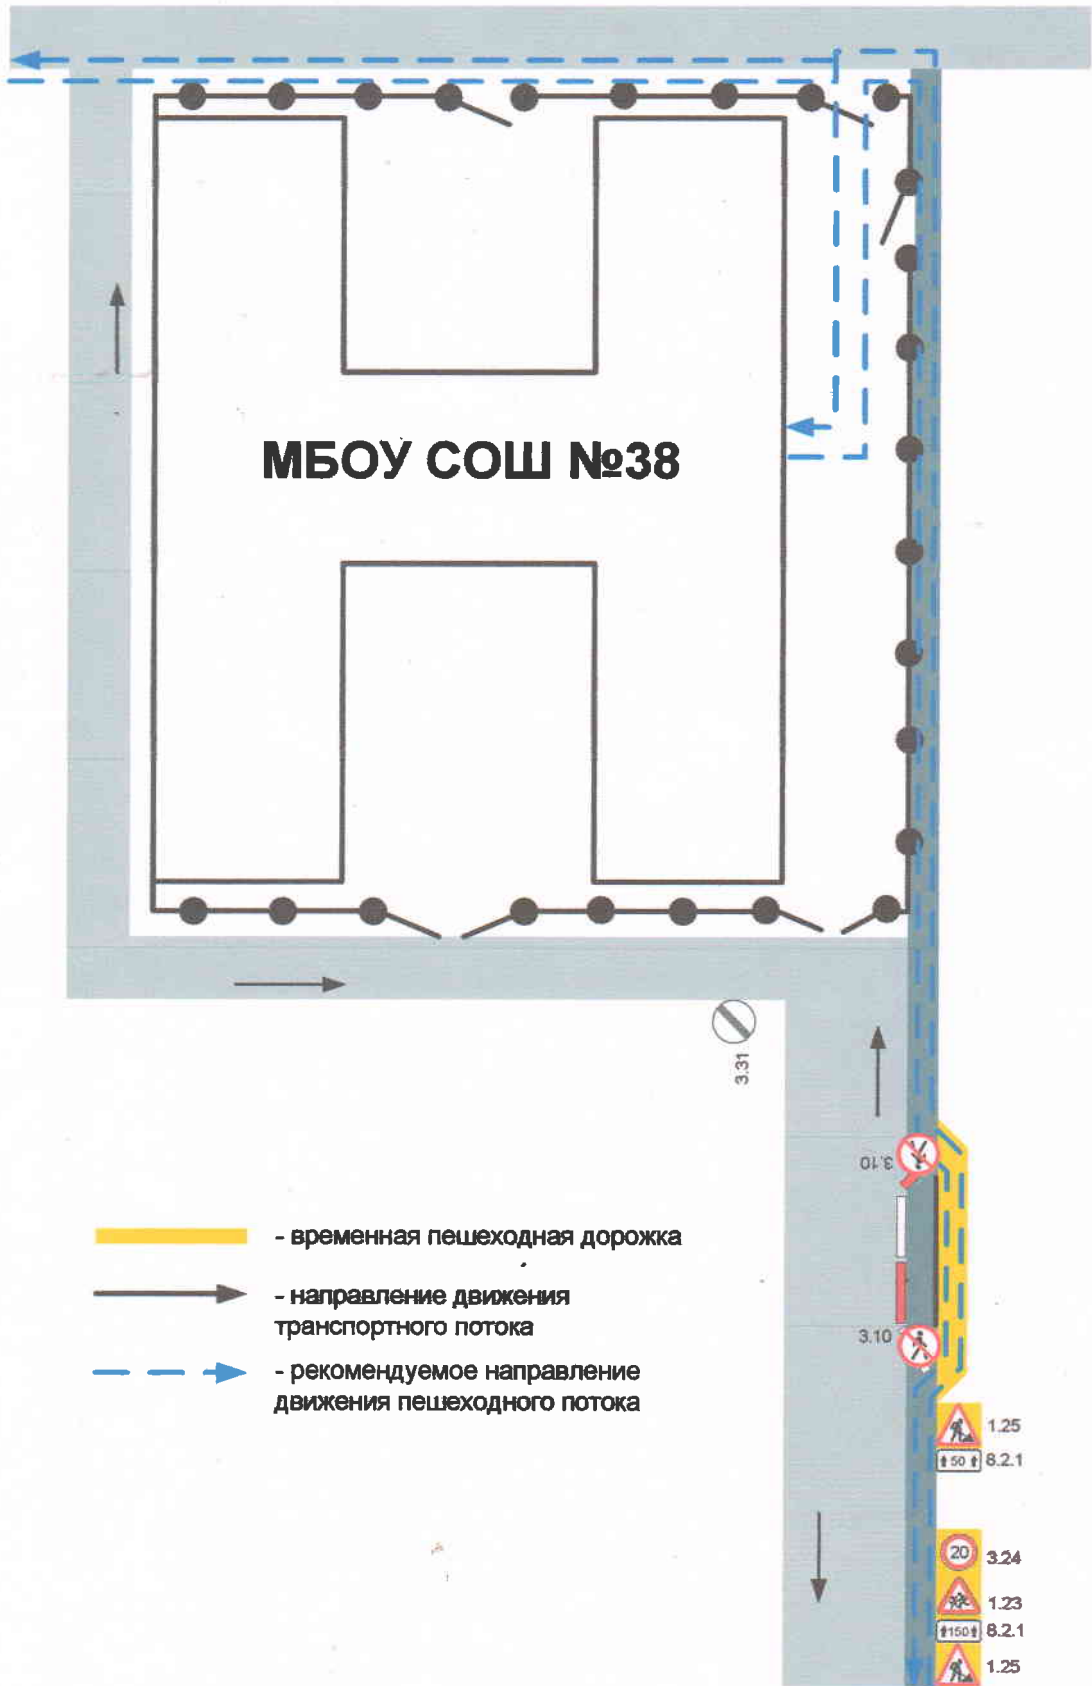 МБОУ СОШ №38
3.31
3.10
- временная пешеходная дорожка
- направление движения
транспортного потока
3.10
- рекомендуемое направление
движения пешеходного потока
1.25
50
8.2.1
20
3.24
1.23
150
8.2.1
1.25